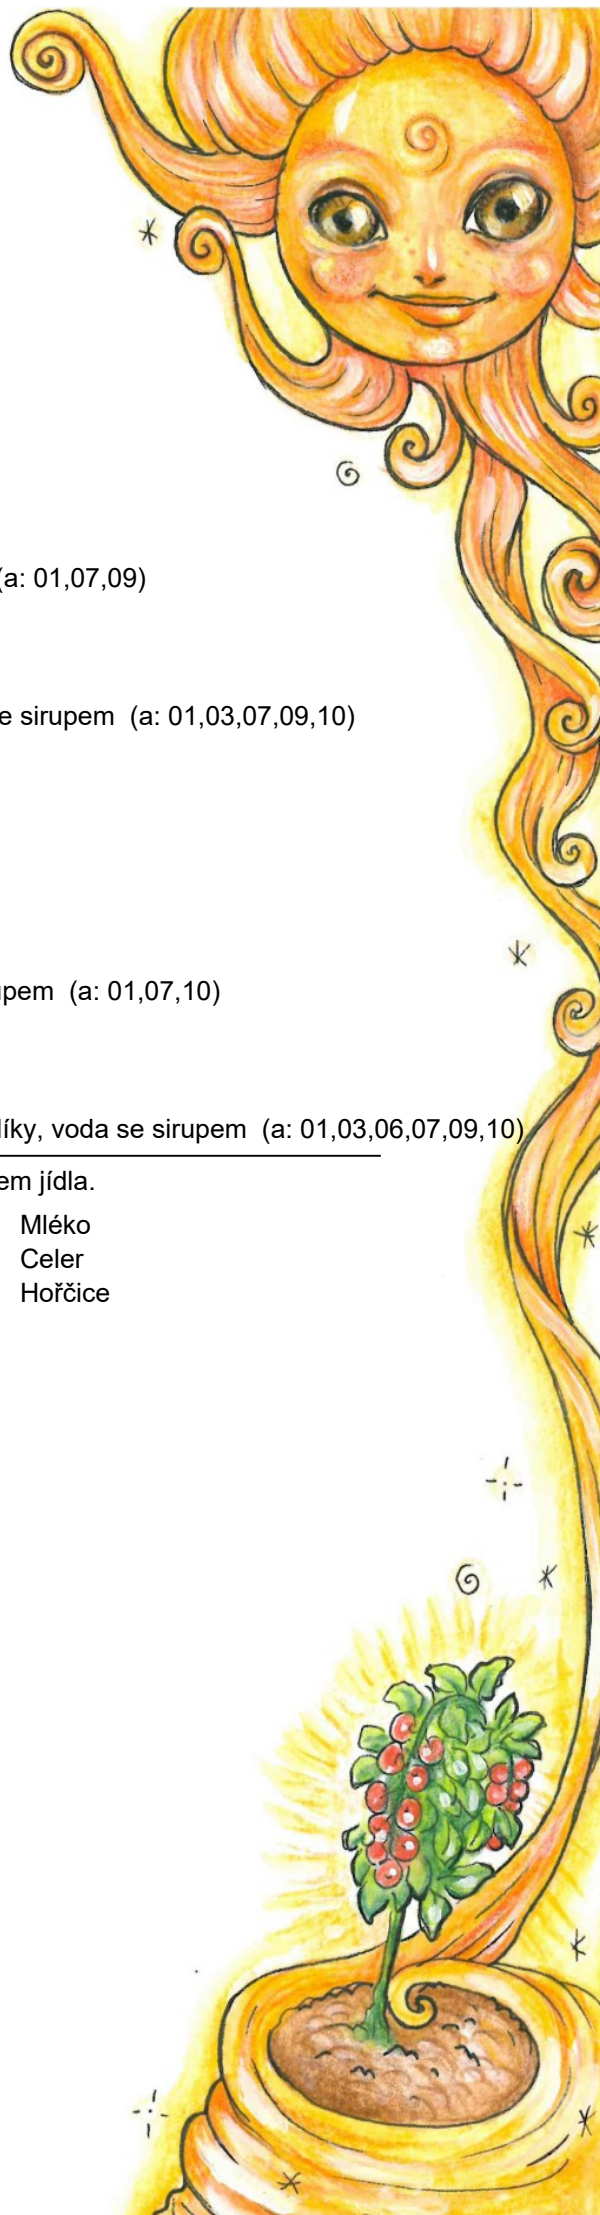 (a: 01,07,09)
e sirupem (a: 01,03,07,09,10)
upem (a: 01,07,10)
líky, voda se sirupem (a: 01,03,06,07,09,10)
em jídla.
Mléko
Celer
Hořčice